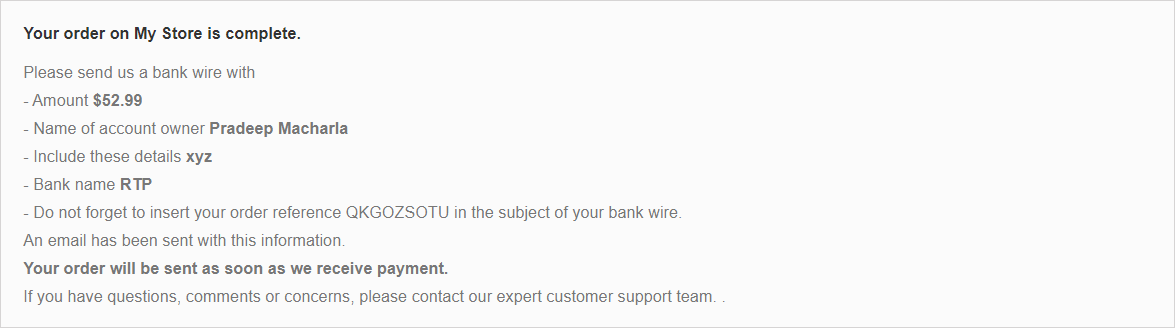 Your order on My Store is complete.
Please send us a bank wire with
- Amount $52.99
- Name of account owner Pradeep Macharla
- Include these details xyz
- Bank name RTP
- Do not forget to insert your order reference QKGOZSOTU in the subject of your bank wire.
An email has been sent with this information.
Your order will be sent as soon as we receive payment.
If you have questions, comments or concerns, please contact our expert customer support team. .